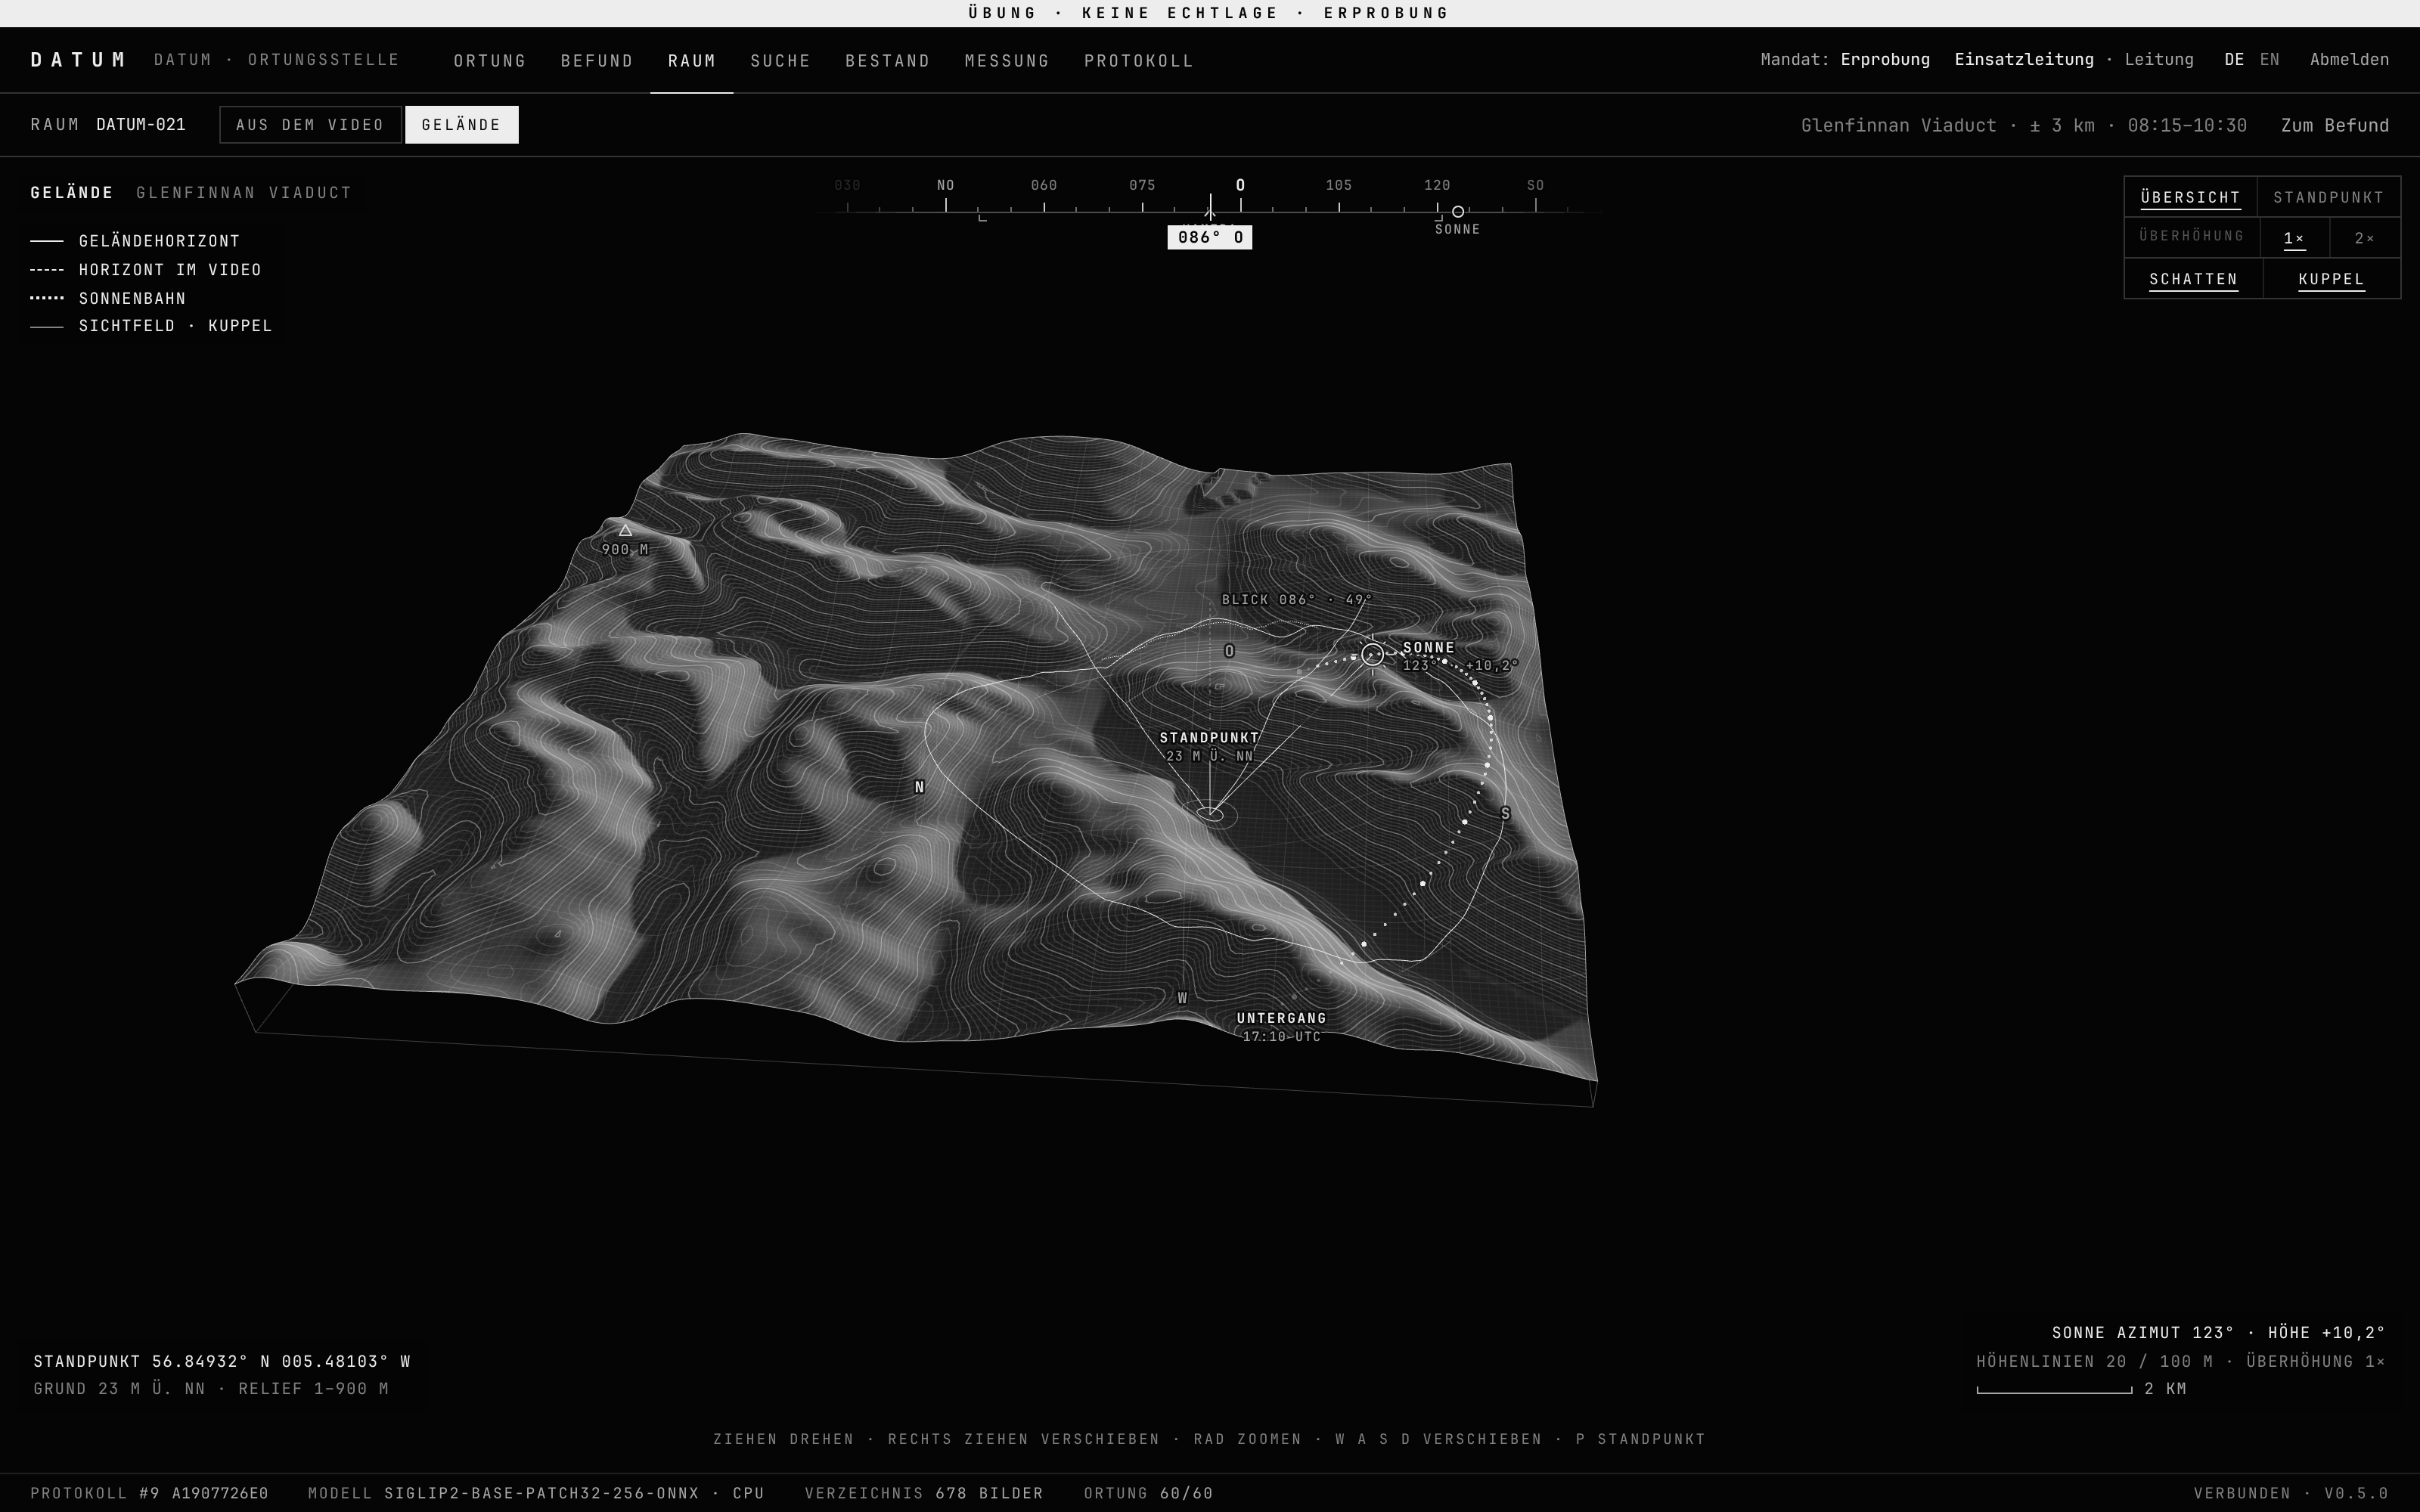 ÜBUNG · KEINE ECHTLAGE · ERPROBUNG
DATUM DATUM · ORTUNGSSTELLE ORTUNG BEFUND RAUM SUCHE BESTAND MESSUNG PROTOKOLL Mandat: Erprobung Einsatzleitung · Leitung DE EN Abmelden
RAUM DATUM-021 AUS DEM VIDEO GELÄNDE Glenfinnan Viaduct · ± 3 km · 08:15–10:30 Zum Befund
GELÄNDE GLENFINNAN VIADUCT
GELÄNDEHORIZONT
HORIZONT IM VIDEO
SONNENBAHN
SICHTFELD · KUPPEL
030 NO 060 075 O 105 120 SO
SONNE
086° O
ÜBERSICHT STANDPUNKT
ÜBERHÖHUNG 1× 2×
SCHATTEN KUPPEL
900 M
BLICK 086° · 49°
O
SONNE
123° +10,2°
STANDPUNKT
23 M Ü. NN
N
S
W
UNTERGANG
17:10 UTC
STANDPUNKT 56.84932° N 005.48103° W
GRUND 23 M Ü. NN · RELIEF 1–900 M
SONNE AZIMUT 123° · HÖHE +10,2°
HÖHENLINIEN 20 / 100 M · ÜBERHÖHUNG 1×
2 KM
ZIEHEN DREHEN · RECHTS ZIEHEN VERSCHIEBEN · RAD ZOOMEN · W A S D VERSCHIEBEN · P STANDPUNKT
PROTOKOLL #9 A1907726E0 MODELL SIGLIP2-BASE-PATCH32-256-ONNX · CPU VERZEICHNIS 678 BILDER ORTUNG 60/60 VERBUNDEN · V0.5.0